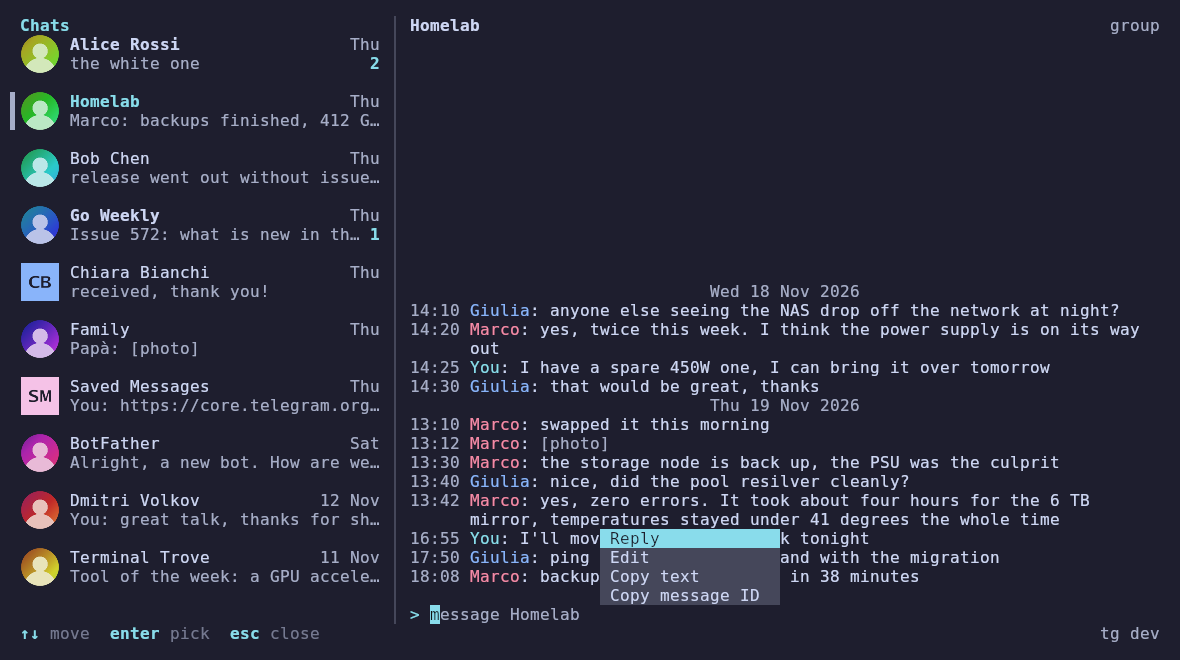 Chats
Alice Rossi Thu
the white one 2
Homelab Thu
Marco: backups finished, 412 G…
Bob Chen Thu
release went out without issue…
Go Weekly Thu
Issue 572: what is new in th… 1
CB
Chiara Bianchi Thu
received, thank you!
Family Thu
Papà: [photo]
SM
Saved Messages Thu
You: https://core.telegram.org…
BotFather Sat
Alright, a new bot. How are we…
Dmitri Volkov 12 Nov
You: great talk, thanks for sh…
Terminal Trove 11 Nov
Tool of the week: a GPU accele…
Homelab group
Wed 18 Nov 2026
14:10 Giulia: anyone else seeing the NAS drop off the network at night?
14:20 Marco: yes, twice this week. I think the power supply is on its way
out
14:25 You: I have a spare 450W one, I can bring it over tomorrow
14:30 Giulia: that would be great, thanks
Thu 19 Nov 2026
13:10 Marco: swapped it this morning
13:12 Marco: [photo]
13:30 Marco: the storage node is back up, the PSU was the culprit
13:40 Giulia: nice, did the pool resilver cleanly?
13:42 Marco: yes, zero errors. It took about four hours for the 6 TB
mirror, temperatures stayed under 41 degrees the whole time
16:55 You: I'll mov k tonight
17:50 Giulia: ping and with the migration
18:08 Marco: backup in 38 minutes
Reply
Edit
Copy text
Copy message ID
> message Homelab
↑↓ move enter pick esc close tg dev